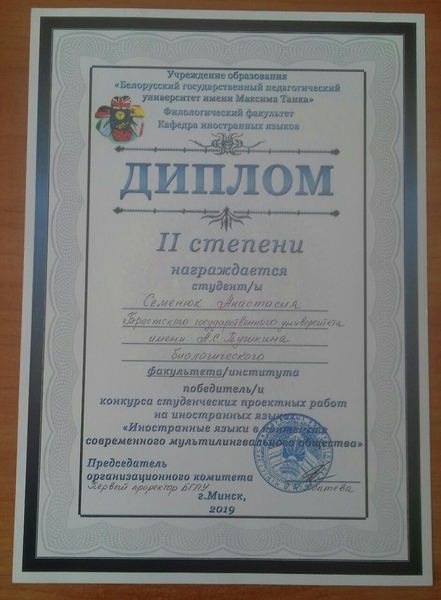 Учреждение образования
«Белорусский государственный педагогический
университет имени Максима Танка»
Филологический факультет
Кафедра иностранных языков
ДИПЛОМ
II степени
награждается
студент/ы
Семенюк Анастасия
Брестского государственного университета
имени А.С. Пушкина
биологического
факультета/института
победитель/и
конкурса студенческих проектных работ
на иностранных языках
«Иностранные языки в контексте
современного мультилингвального общества»
Председатель
организационного комитета
Первый проректор БГПУ
г.Минск,
2019